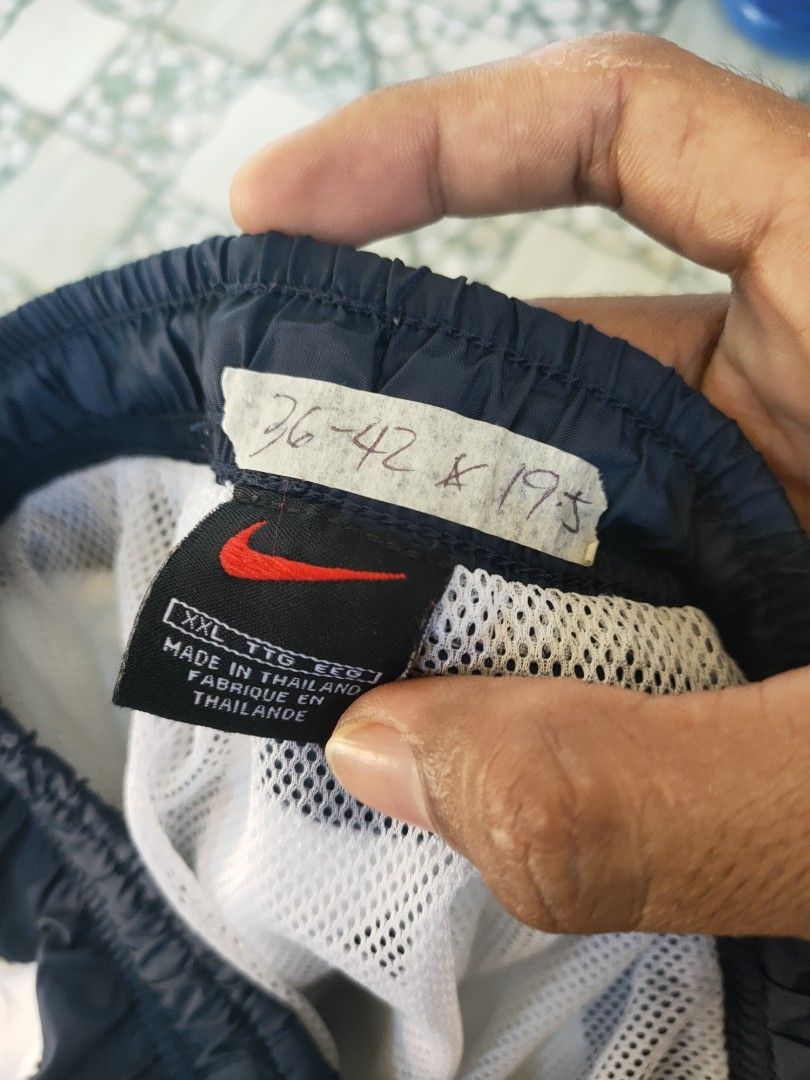 36-42 x 19.5
XXL TTG EEG
MADE IN THAILAND
FABRIQUE EN
THAILANDE